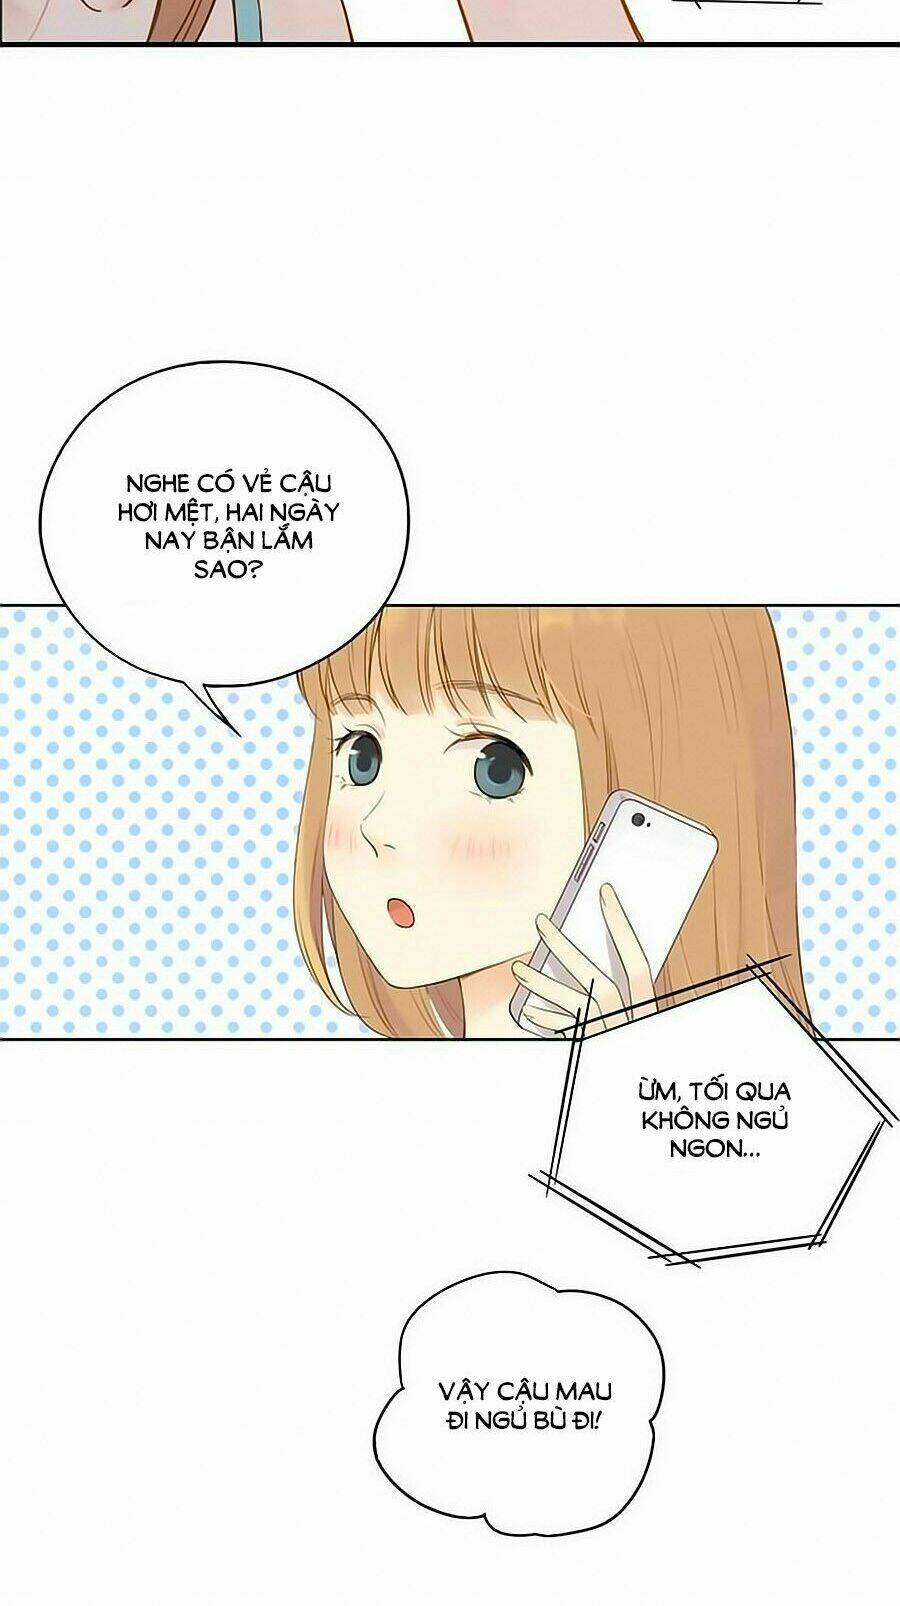 NGHE CÓ VẺ CẬU
HƠI MỆT, HAI NGÀY
NAY BẬN LẮM
SAO?
ỪM, TỐI QUA
KHÔNG NGỦ
NGON...
VẬY CẬU MAU
ĐI NGỦ BÙ ĐI!